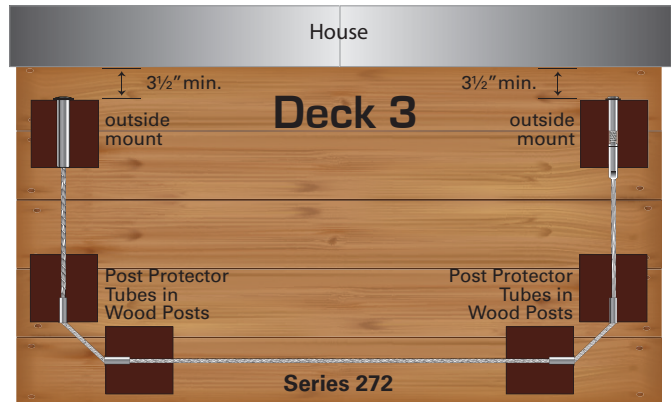 House
3½” min.
3½” min.
Deck 3
outside
mount
outside
mount
Post Protector
Tubes in
Wood Posts
Post Protector
Tubes in
Wood Posts
Series 272